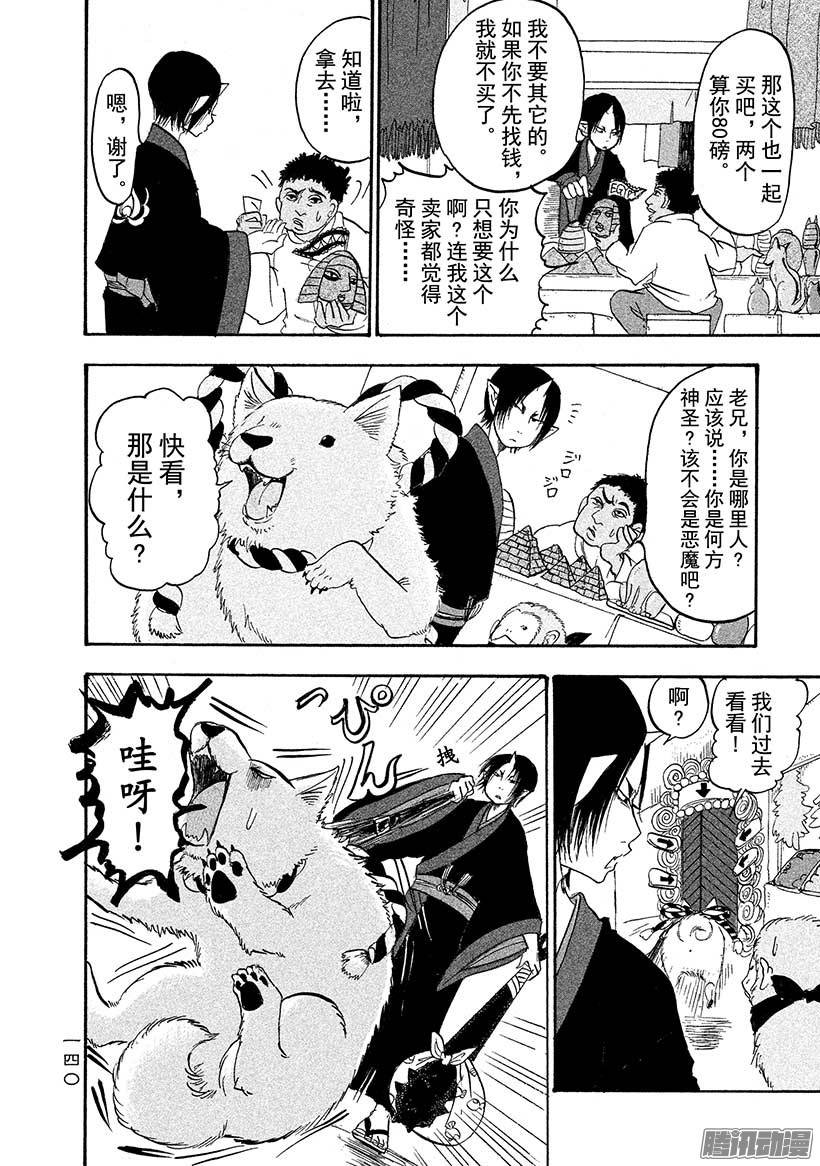 那这个也一起
买吧，两个
算你80磅。
我不要其它的。
如果你不先找钱，
我就不买了。
EGYPT
你为什么
只想要这个
啊？连我这个
卖家都觉得
奇怪……
知道啦，
拿去……
嗯，谢了。
老兄，你是哪里人？
应该说……你是何方
神圣？该不会是恶魔吧？
ジロ
ジロ
快看，
那是什么？
我们过去
看看！
啊？
拽
っぴん
哇呀！
一四〇
腾讯动漫